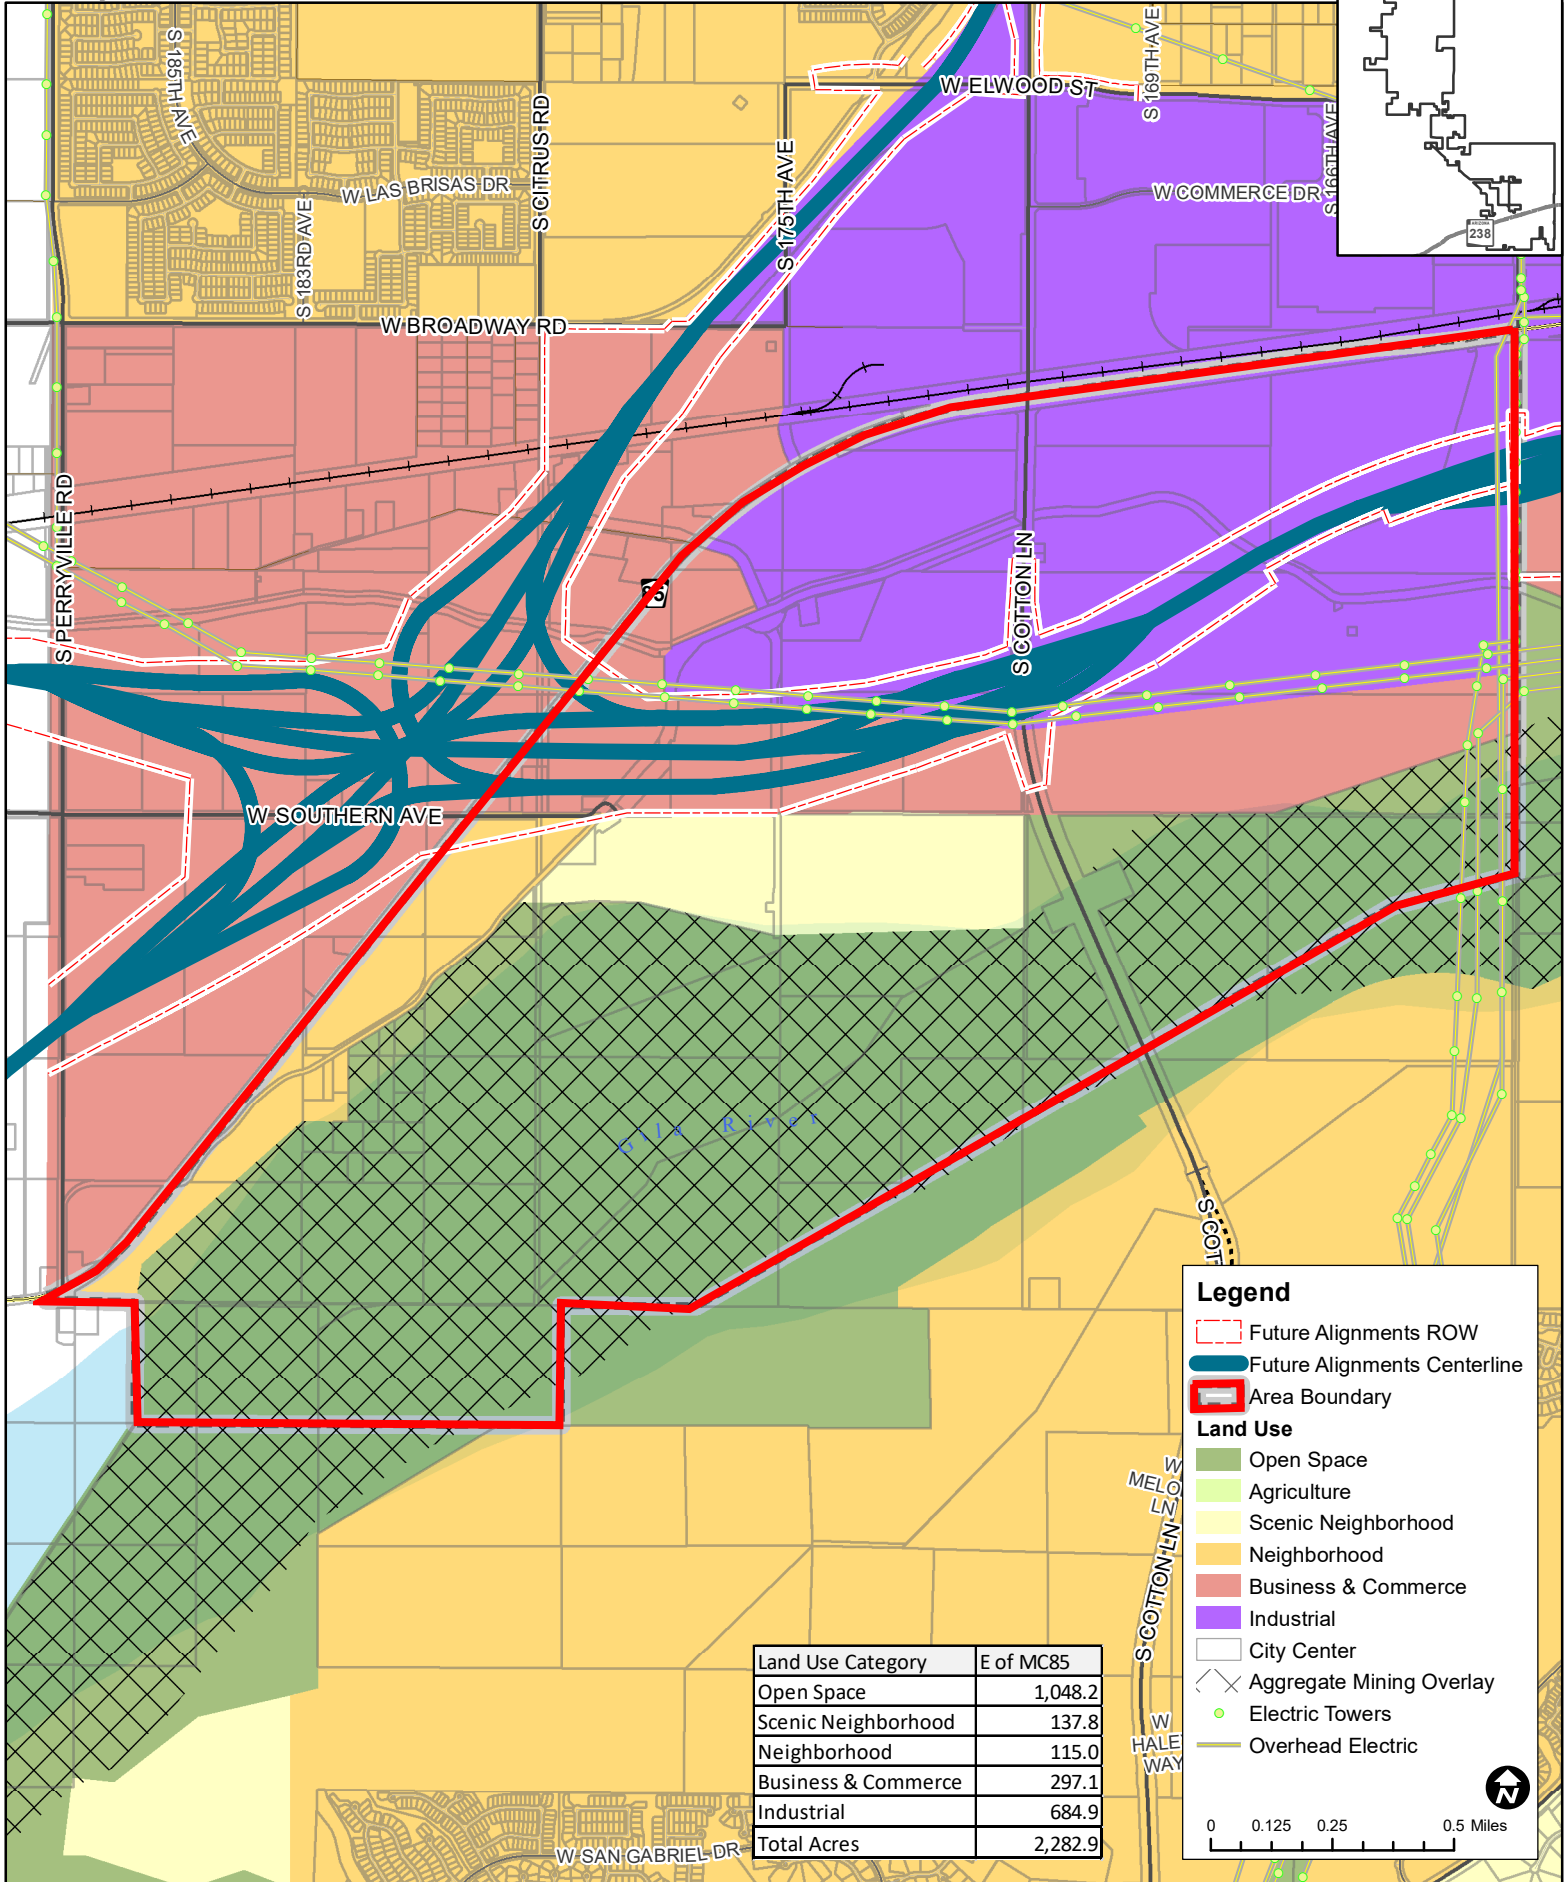 S 185TH AVE
S CITRUS RD
W LAS BRISAS DR
S 183RD AVE
W BROADWAY RD
S 175TH AVE
W ELWOOD ST
S 169TH AVE
S 166TH AVE
W COMMERCE DR
ARIZONA
238
S PERRYVILLE RD
S COTTON LN
W SOUTHERN AVE
Gila River
S COT
W
MELO
LN
S COTTON LN
W
HALE
WAY
W SAN GABRIEL DR
Land Use Category E of MC85
Open Space 1,048.2
Scenic Neighborhood 137.8
Neighborhood 115.0
Business & Commerce 297.1
Industrial 684.9
Total Acres 2,282.9
Legend
Future Alignments ROW
Future Alignments Centerline
Area Boundary
Land Use
Open Space
Agriculture
Scenic Neighborhood
Neighborhood
Business & Commerce
Industrial
City Center
Aggregate Mining Overlay
Electric Towers
Overhead Electric
N
0 0.125 0.25 0.5 Miles